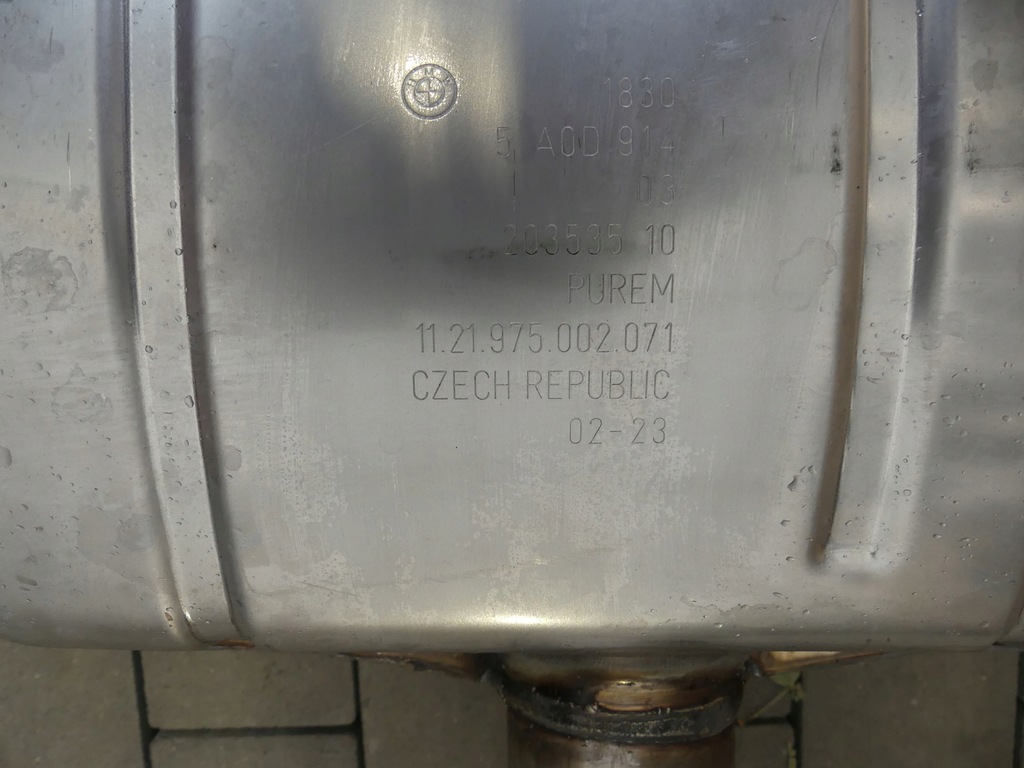 1830
5 A0D 914
1 03
203535 10
PUREM
11.21.975.002.071
CZECH REPUBLIC
02-23